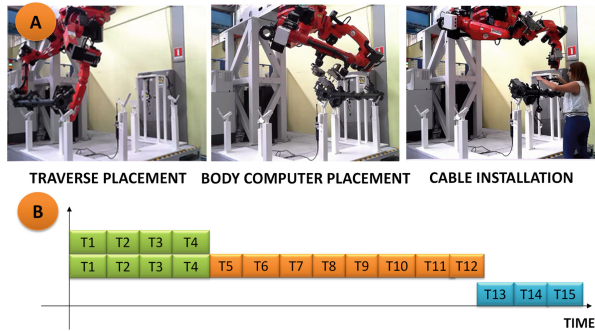 A
TRAVERSE PLACEMENT
BODY COMPUTER PLACEMENT
CABLE INSTALLATION
B
T1 T2 T3 T4
T1 T2 T3 T4 T5 T6 T7 T8 T9 T10 T11 T12
T13 T14 T15
TIME